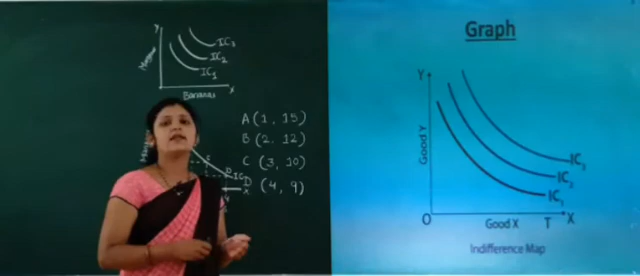 Y
IC3
IC2
IC1
Bananas
X
A (1, 15)
B (2, 12)
C (3, 10)
D (4, 9)
X
Graph
Y
Good Y
IC3
IC2
IC1
O
Good X
T
X
Indifference Map